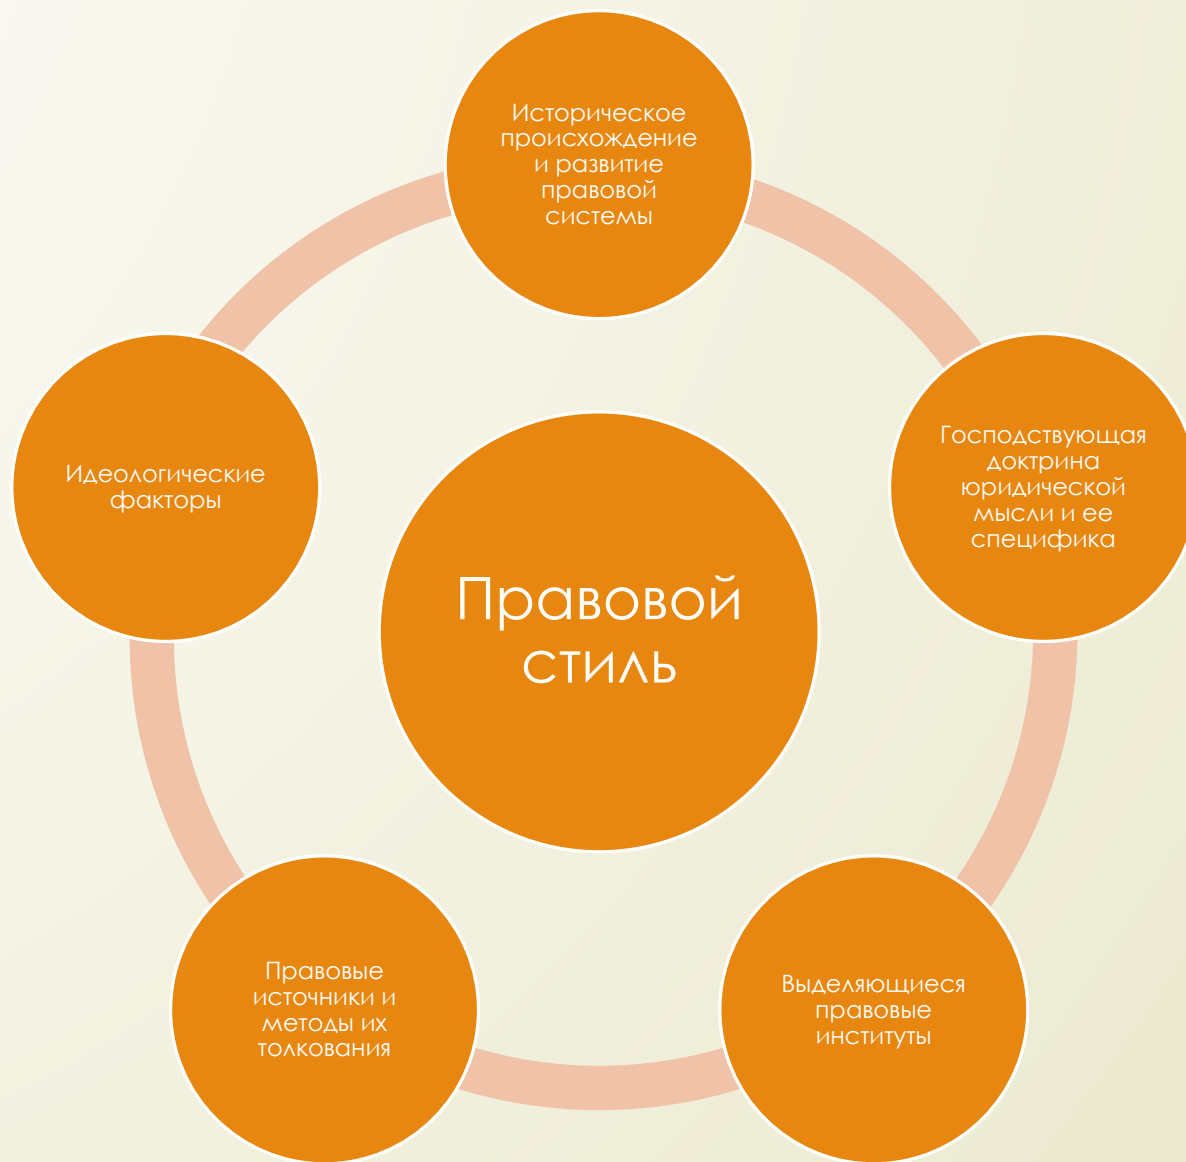 Историческое
происхождение
и развитие
правовой
системы
Господствующая
доктрина
юридической
мысли и ее
специфика
Идеологические
факторы
Правовой
стиль
Правовые
источники и
методы их
толкования
Выделяющиеся
правовые
институты